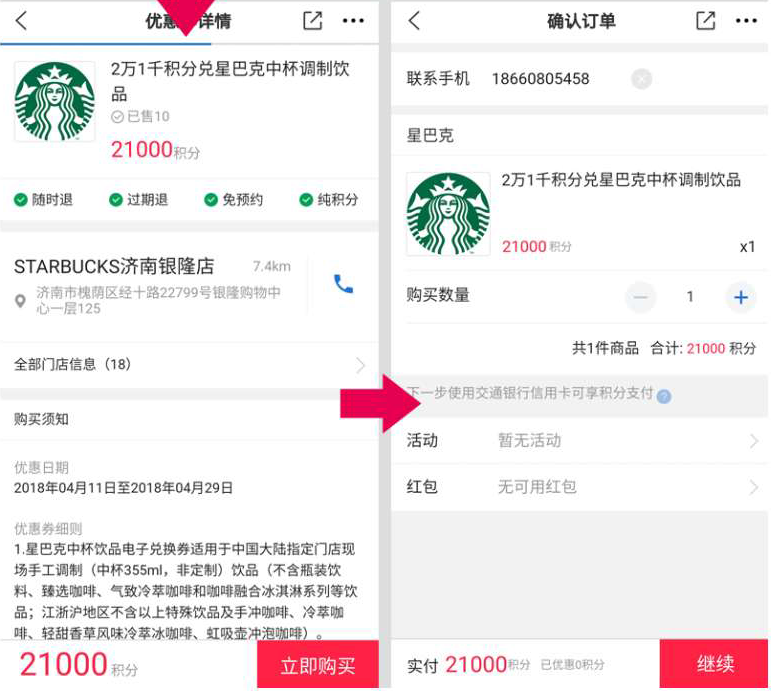 优惠 详情
2万1千积分兑星巴克中杯调制饮
品
已售10
21000积分
随时退 过期退 免预约 纯积分
STARBUCKS济南银隆店 7.4km
济南市槐荫区经十路22799号银隆购物中
心一层125
全部门店信息（18）
购买须知
优惠日期
2018年04月11日至2018年04月29日
优惠券细则
1.星巴克中杯饮品电子兑换券适用于中国大陆指定门店现
场手工调制（中杯355ml，非定制）饮品（不含瓶装饮
料、臻选咖啡、气致冷萃咖啡和咖啡融合冰淇淋系列等饮
品；江浙沪地区不含以上特殊饮品及手冲咖啡、冷萃咖
啡、轻甜香草风味冷萃冰咖啡、虹吸壶冲泡咖啡）。
21000积分 立即购买
确认订单
联系手机 18660805458
星巴克
2万1千积分兑星巴克中杯调制饮品
21000积分 x1
购买数量 1
共1件商品 合计: 21000 积分
下一步使用交通银行信用卡可享积分支付 ?
活动 暂无活动
红包 无可用红包
实付 21000积分 已优惠0积分 继续